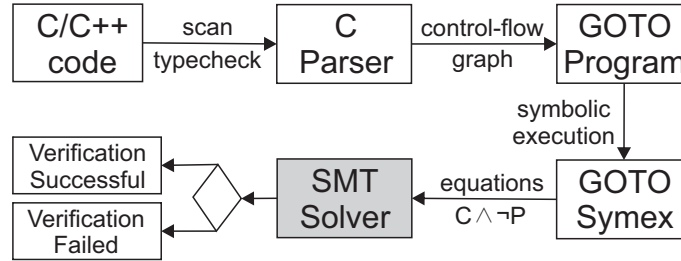 C/C++
code
scan
typecheck
C
Parser
control-flow
graph
GOTO
Program
symbolic
execution
GOTO
Symex
equations
C ∧ ¬P
SMT
Solver
Verification
Successful
Verification
Failed